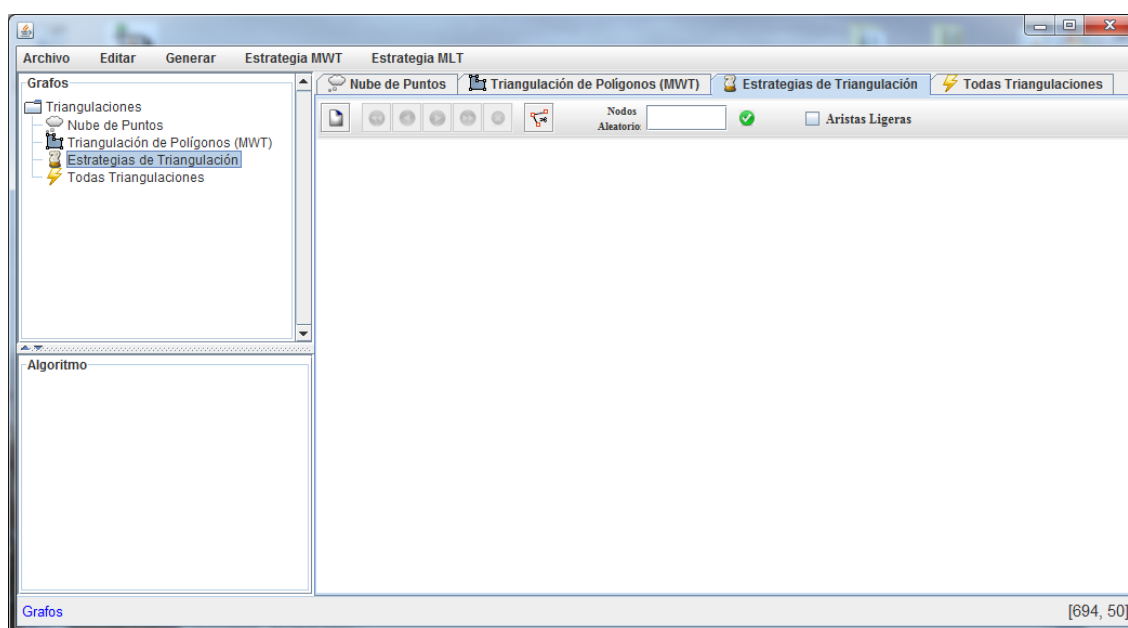 Archivo Editar Generar Estrategia MWT Estrategia MLT
Grafos
Triangulaciones
Nube de Puntos
Triangulación de Polígonos (MWT)
Estrategias de Triangulación
Todas Triangulaciones
Algoritmo
Nube de Puntos Triangulación de Polígonos (MWT) Estrategias de Triangulación Todas Triangulaciones
Nodos
Aleatorio: Aristas Ligeras
Grafos [694, 50]